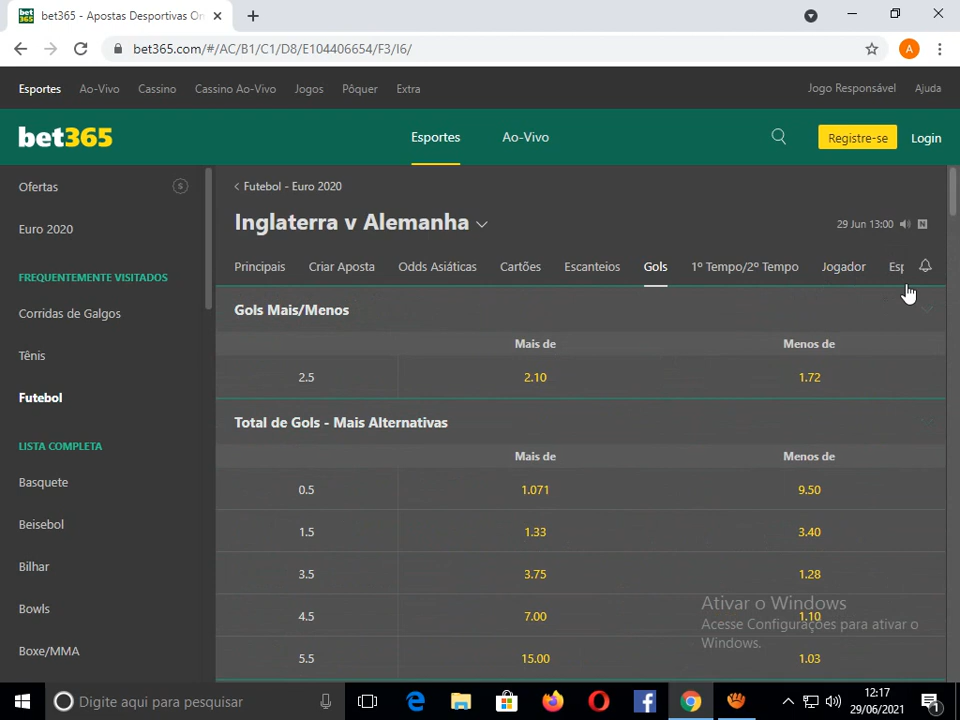 bet365 - Apostas Desportivas On
bet365.com/#/AC/B1/C1/D8/E104406654/F3/I6/
A
Esportes Ao-Vivo Cassino Cassino Ao-Vivo Jogos Pôquer Extra Jogo Responsável Ajuda
bet365 Esportes Ao-Vivo Registre-se Login
Ofertas
Euro 2020
FREQUENTEMENTE VISITADOS
Corridas de Galgos
Tênis
Futebol
LISTA COMPLETA
Basquete
Beisebol
Bilhar
Bowls
Boxe/MMA
Futebol - Euro 2020
Inglaterra v Alemanha
29 Jun 13:00 N
Principais Criar Aposta Odds Asiáticas Cartões Escanteios Gols 1º Tempo/2º Tempo Jogador Esp
Gols Mais/Menos
Mais de Menos de
2.5 2.10 1.72
Total de Gols - Mais Alternativas
Mais de Menos de
0.5 1.071 9.50
1.5 1.33 3.40
3.5 3.75 1.28
4.5 7.00 1.10
5.5 15.00 1.03
Ativar o Windows
Acesse Configurações para ativar o
Windows.
Digite aqui para pesquisar
12:17
29/06/2021
1